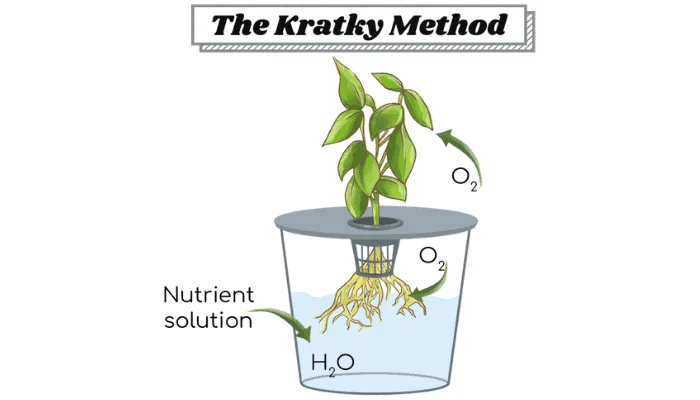 The Kratky Method
O₂
O₂
Nutrient
solution
H₂O